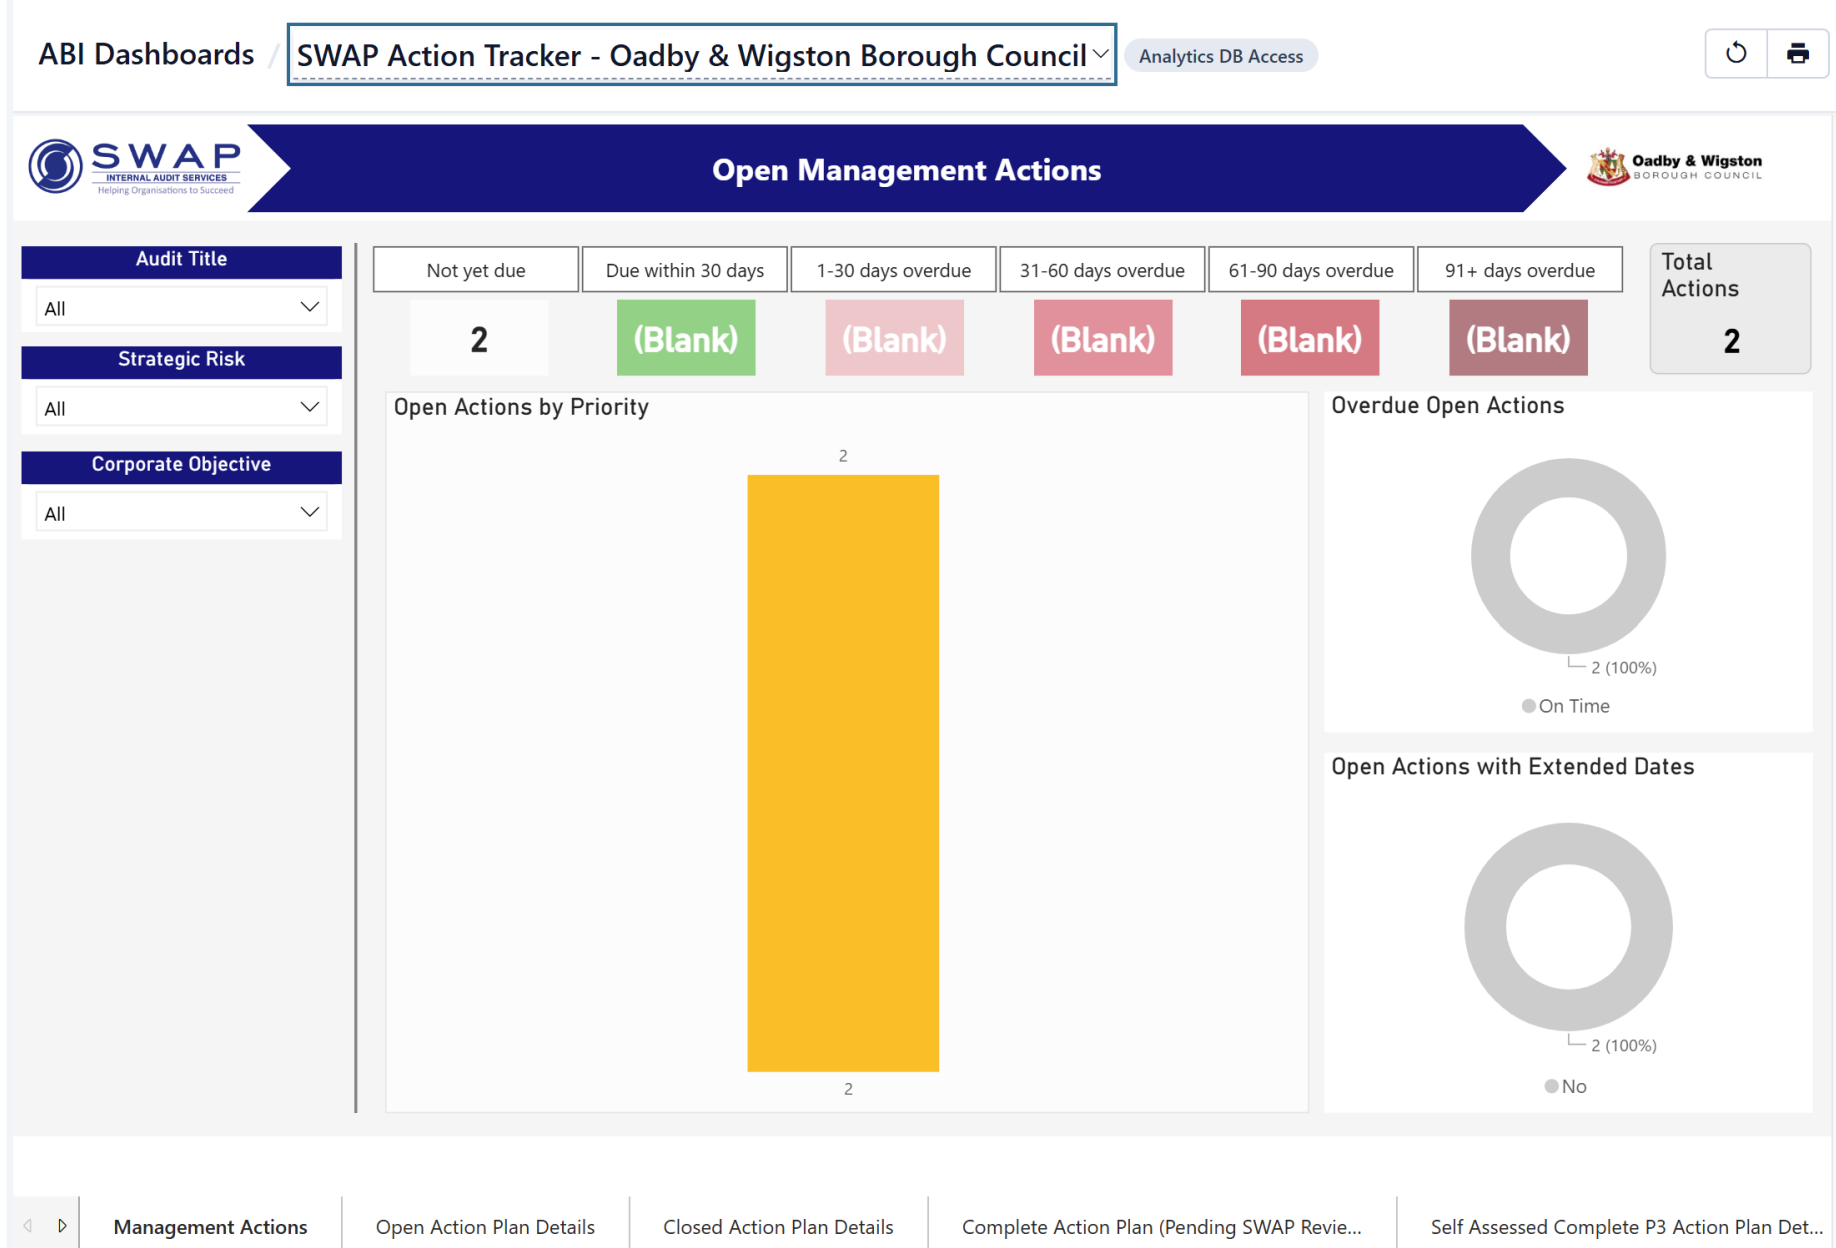 ABI Dashboards / SWAP Action Tracker - Oadby & Wigston Borough Council Analytics DB Access
SWAP
INTERNAL AUDIT SERVICES
Helping Organisations to Succeed
Open Management Actions
Oadby & Wigston
BOROUGH COUNCIL
Audit Title
All
Strategic Risk
All
Corporate Objective
All
Not yet due
Due within 30 days
1-30 days overdue
31-60 days overdue
61-90 days overdue
91+ days overdue
2
(Blank)
(Blank)
(Blank)
(Blank)
(Blank)
Total
Actions
2
Open Actions by Priority
2
2
Overdue Open Actions
2 (100%)
On Time
Open Actions with Extended Dates
2 (100%)
No
Management Actions
Open Action Plan Details
Closed Action Plan Details
Complete Action Plan (Pending SWAP Revie...
Self Assessed Complete P3 Action Plan Det...